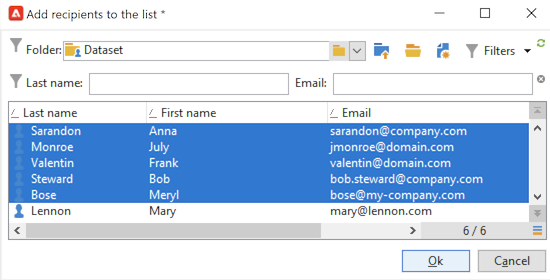 Add recipients to the list *
Folder: Dataset Filters
Last name: Email:
Last name First name Email
Sarandon Anna sarandon@company.com
Monroe July jmonroe@domain.com
Valentin Frank valentin@domain.com
Steward Bob bob.steward@company.com
Bose Meryl bose@my-company.com
Lennon Mary mary@lennon.com
6 / 6
Ok Cancel